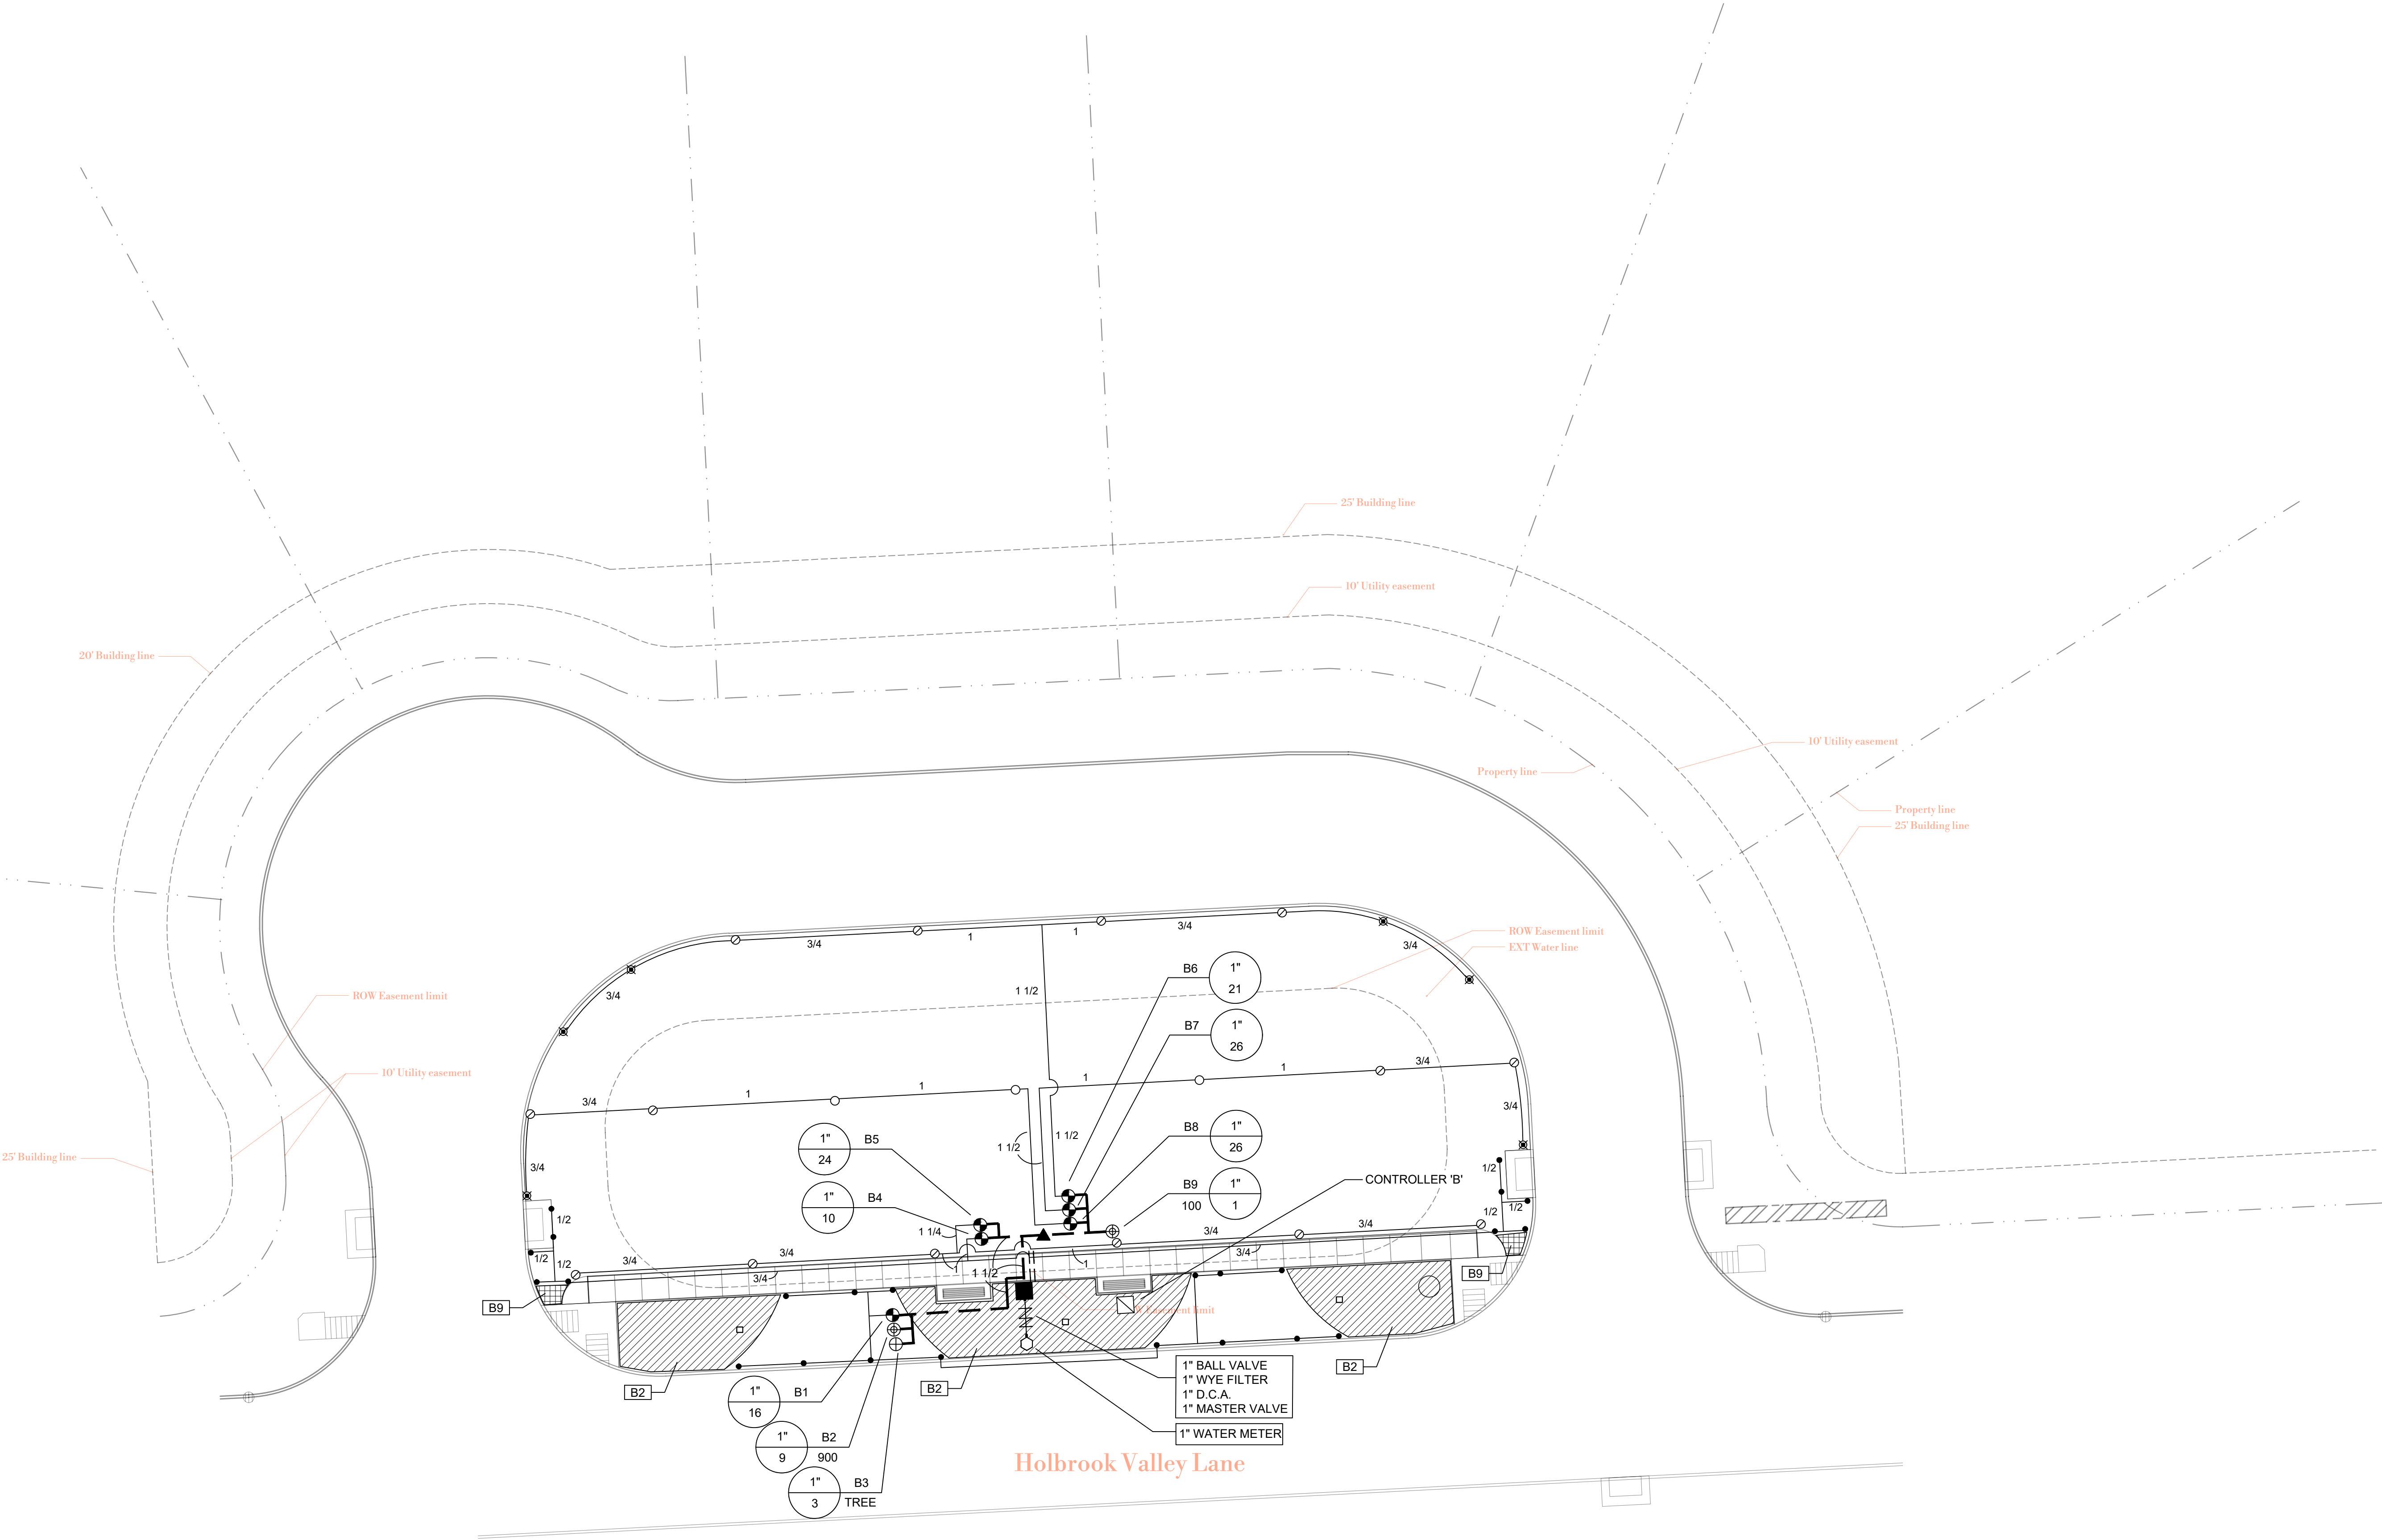 25' Building line
10' Utility easement
20' Building line
10' Utility easement
Property line
Property line
25' Building line
ROW Easement limit
EXT Water line
ROW Easement limit
10' Utility easement
25' Building line
3/4
1
1
3/4
3/4
3/4
1 1/2
B6
1"
21
B7
1"
26
3/4
1
1
1
1
3/4
3/4
3/4
B5
1"
24
1 1/2
1 1/2
B8
1"
26
B4
1"
10
B9
100
1"
1
CONTROLLER 'B'
1/2
1/2
1/2
1/2
1/2
1/2
1 1/4
3/4
3/4
3/4
3/4
3/4
3/4
1
1 1/2
1
B9
B9
W Easement limit
B2
B2
B2
1" BALL VALVE
1" WYE FILTER
1" D.C.A.
1" MASTER VALVE
1" WATER METER
B1
1"
16
B2
900
1"
9
B3
TREE
1"
3
Holbrook Valley Lane